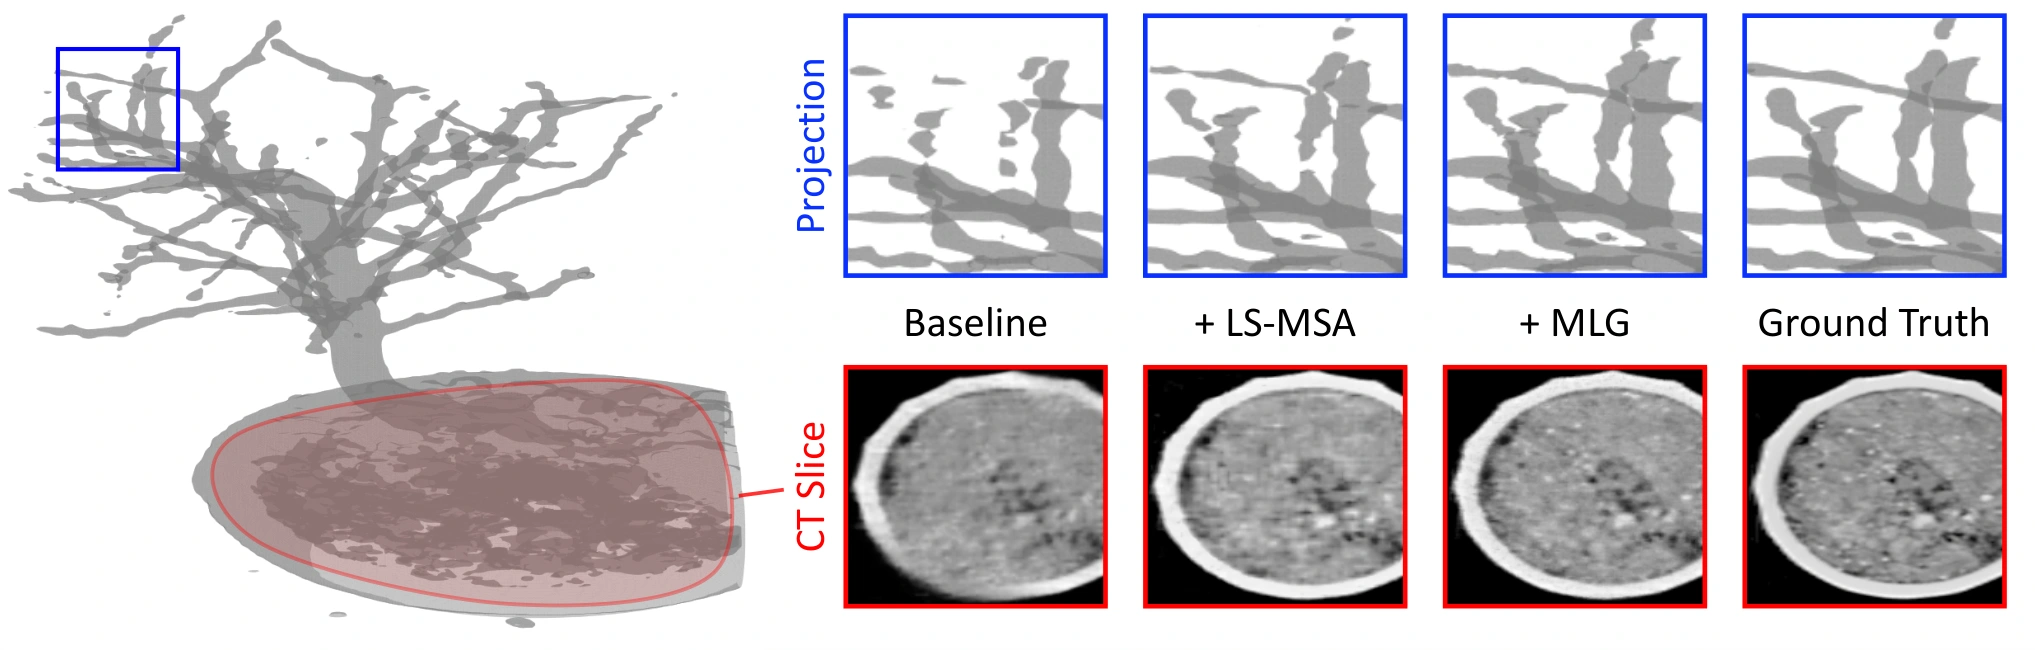 Projection
Baseline
+ LS-MSA
+ MLG
Ground Truth
CT Slice